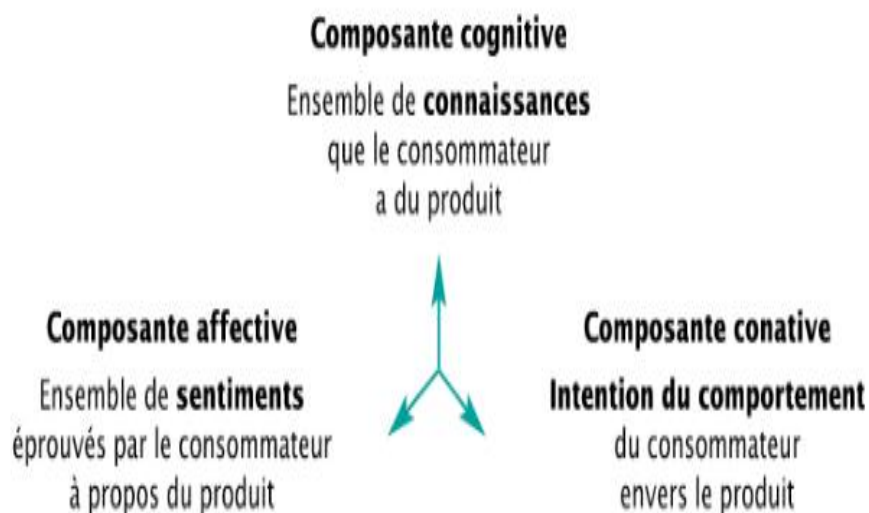 Composante cognitive
Ensemble de connaissances
que le consommateur
a du produit
Composante affective
Ensemble de sentiments
éprouvés par le consommateur
à propos du produit
Composante conative
Intention du comportement
du consommateur
envers le produit